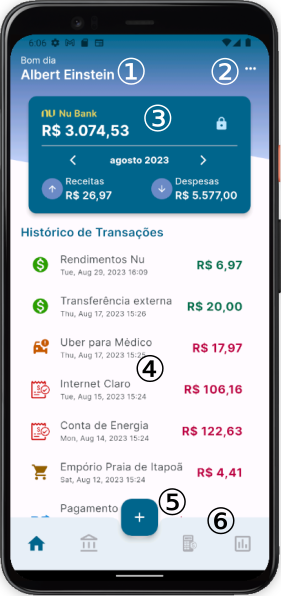 6:06
Bom dia
Albert Einstein ① ②
nu Nu Bank ③
R$ 3.074,53
agosto 2023
Receitas
R$ 26,97
Despesas
R$ 5.577,00
Histórico de Transações
Rendimentos Nu
Tue, Aug 29, 2023 16:09
R$ 6,97
Transferência externa
Thu, Aug 17, 2023 15:26
R$ 20,00
Uber para Médico
Thu, Aug 17, 2023 15:25
R$ 17,97
④
Internet Claro
Tue, Aug 15, 2023 15:24
R$ 106,16
Conta de Energia
Mon, Aug 14, 2023 15:24
R$ 122,63
Empório Praia de Itapoã
Sat, Aug 12, 2023 15:24
R$ 4,41
Pagamento
⑤
⑥